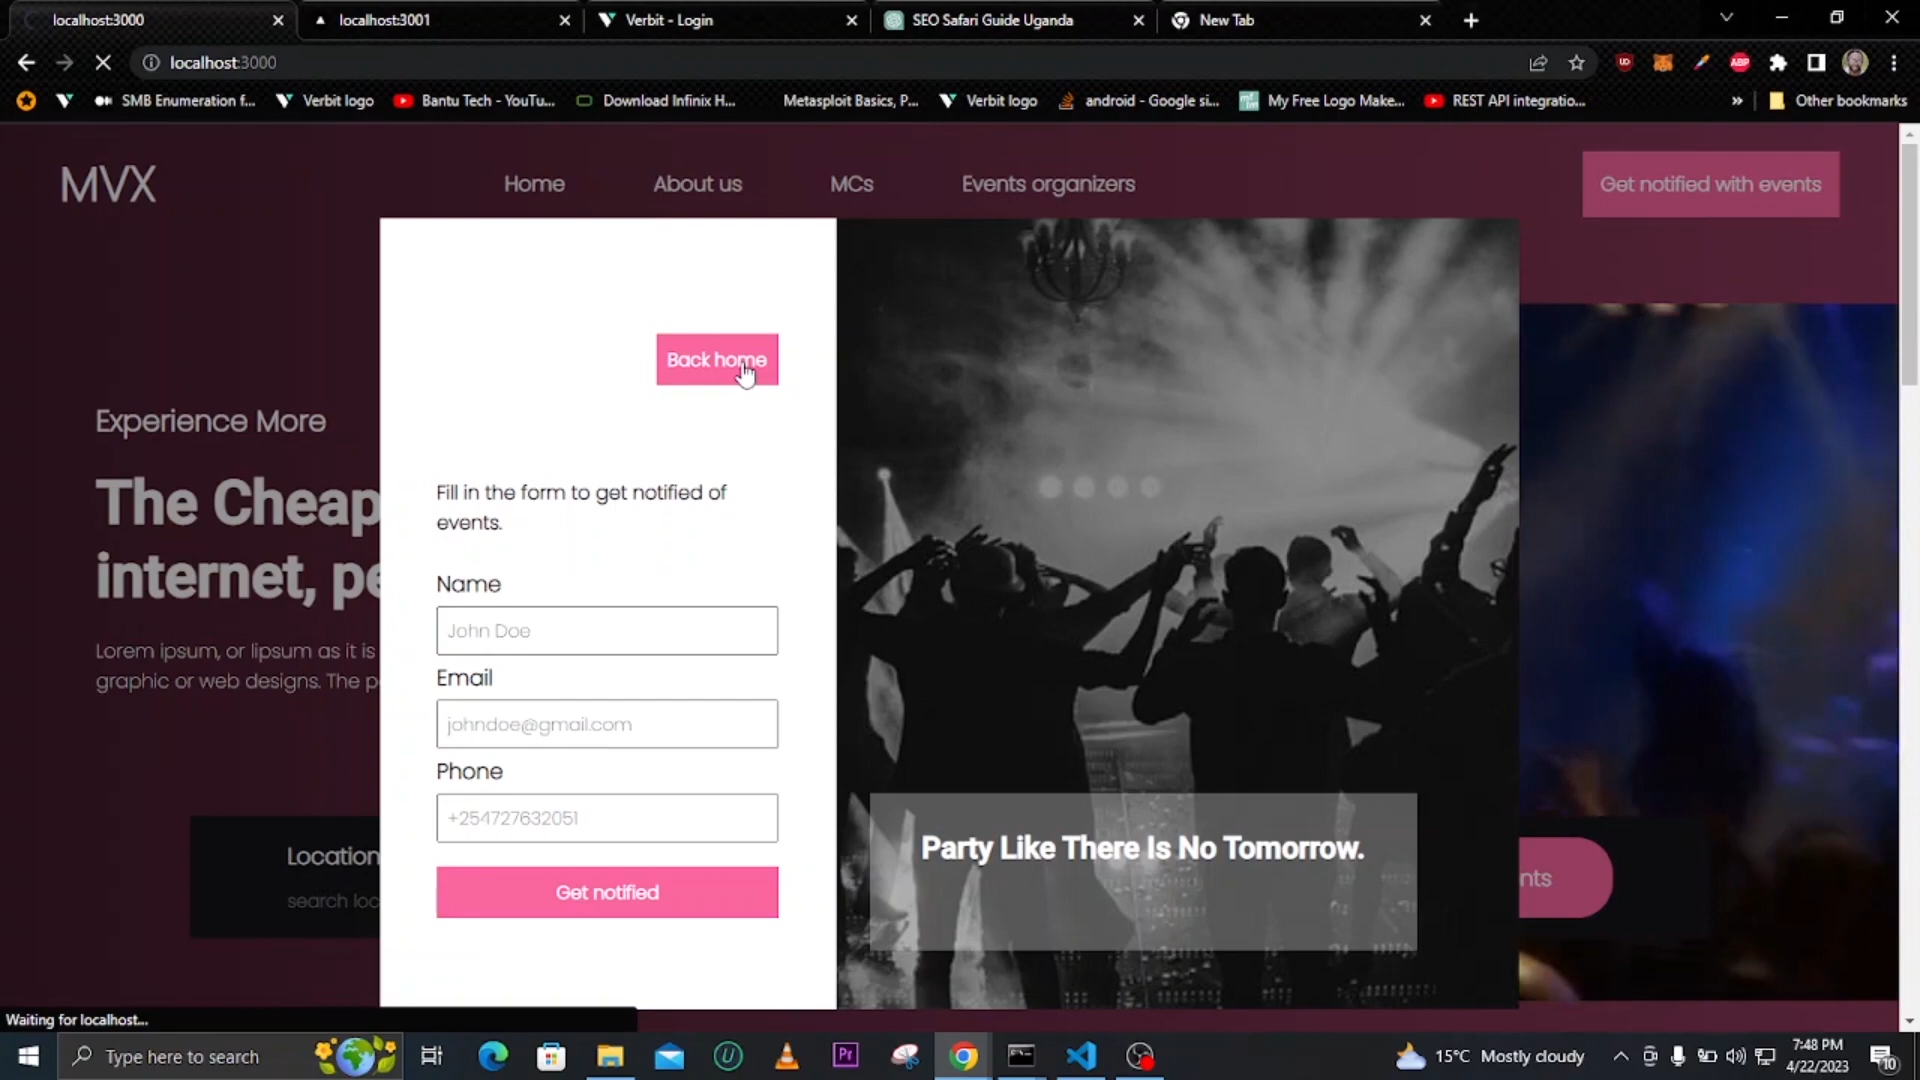 localhost:3000
localhost:3001
Verbit - Login
SEO Safari Guide Uganda
New Tab
localhost:3000
SMB Enumeration f...
Verbit logo
Bantu Tech - YouTu...
Download Infinix H...
Metasploit Basics, P...
Verbit logo
android - Google si...
My Free Logo Make...
REST API integratio...
»
Other bookmarks
MVX
Home
About us
MCs
Events organizers
Get notified with events
Back home
Experience More
The Cheap
internet, pe
Lorem ipsum, or lipsum as it is
graphic or web designs. The p
Fill in the form to get notified of
events.
Name
John Doe
Email
johndoe@gmail.com
Phone
+254727632051
Get notified
Party Like There Is No Tomorrow.
Location
search loc
nts
Waiting for localhost...
Type here to search
15°C Mostly cloudy
7:48 PM
4/22/2023
10